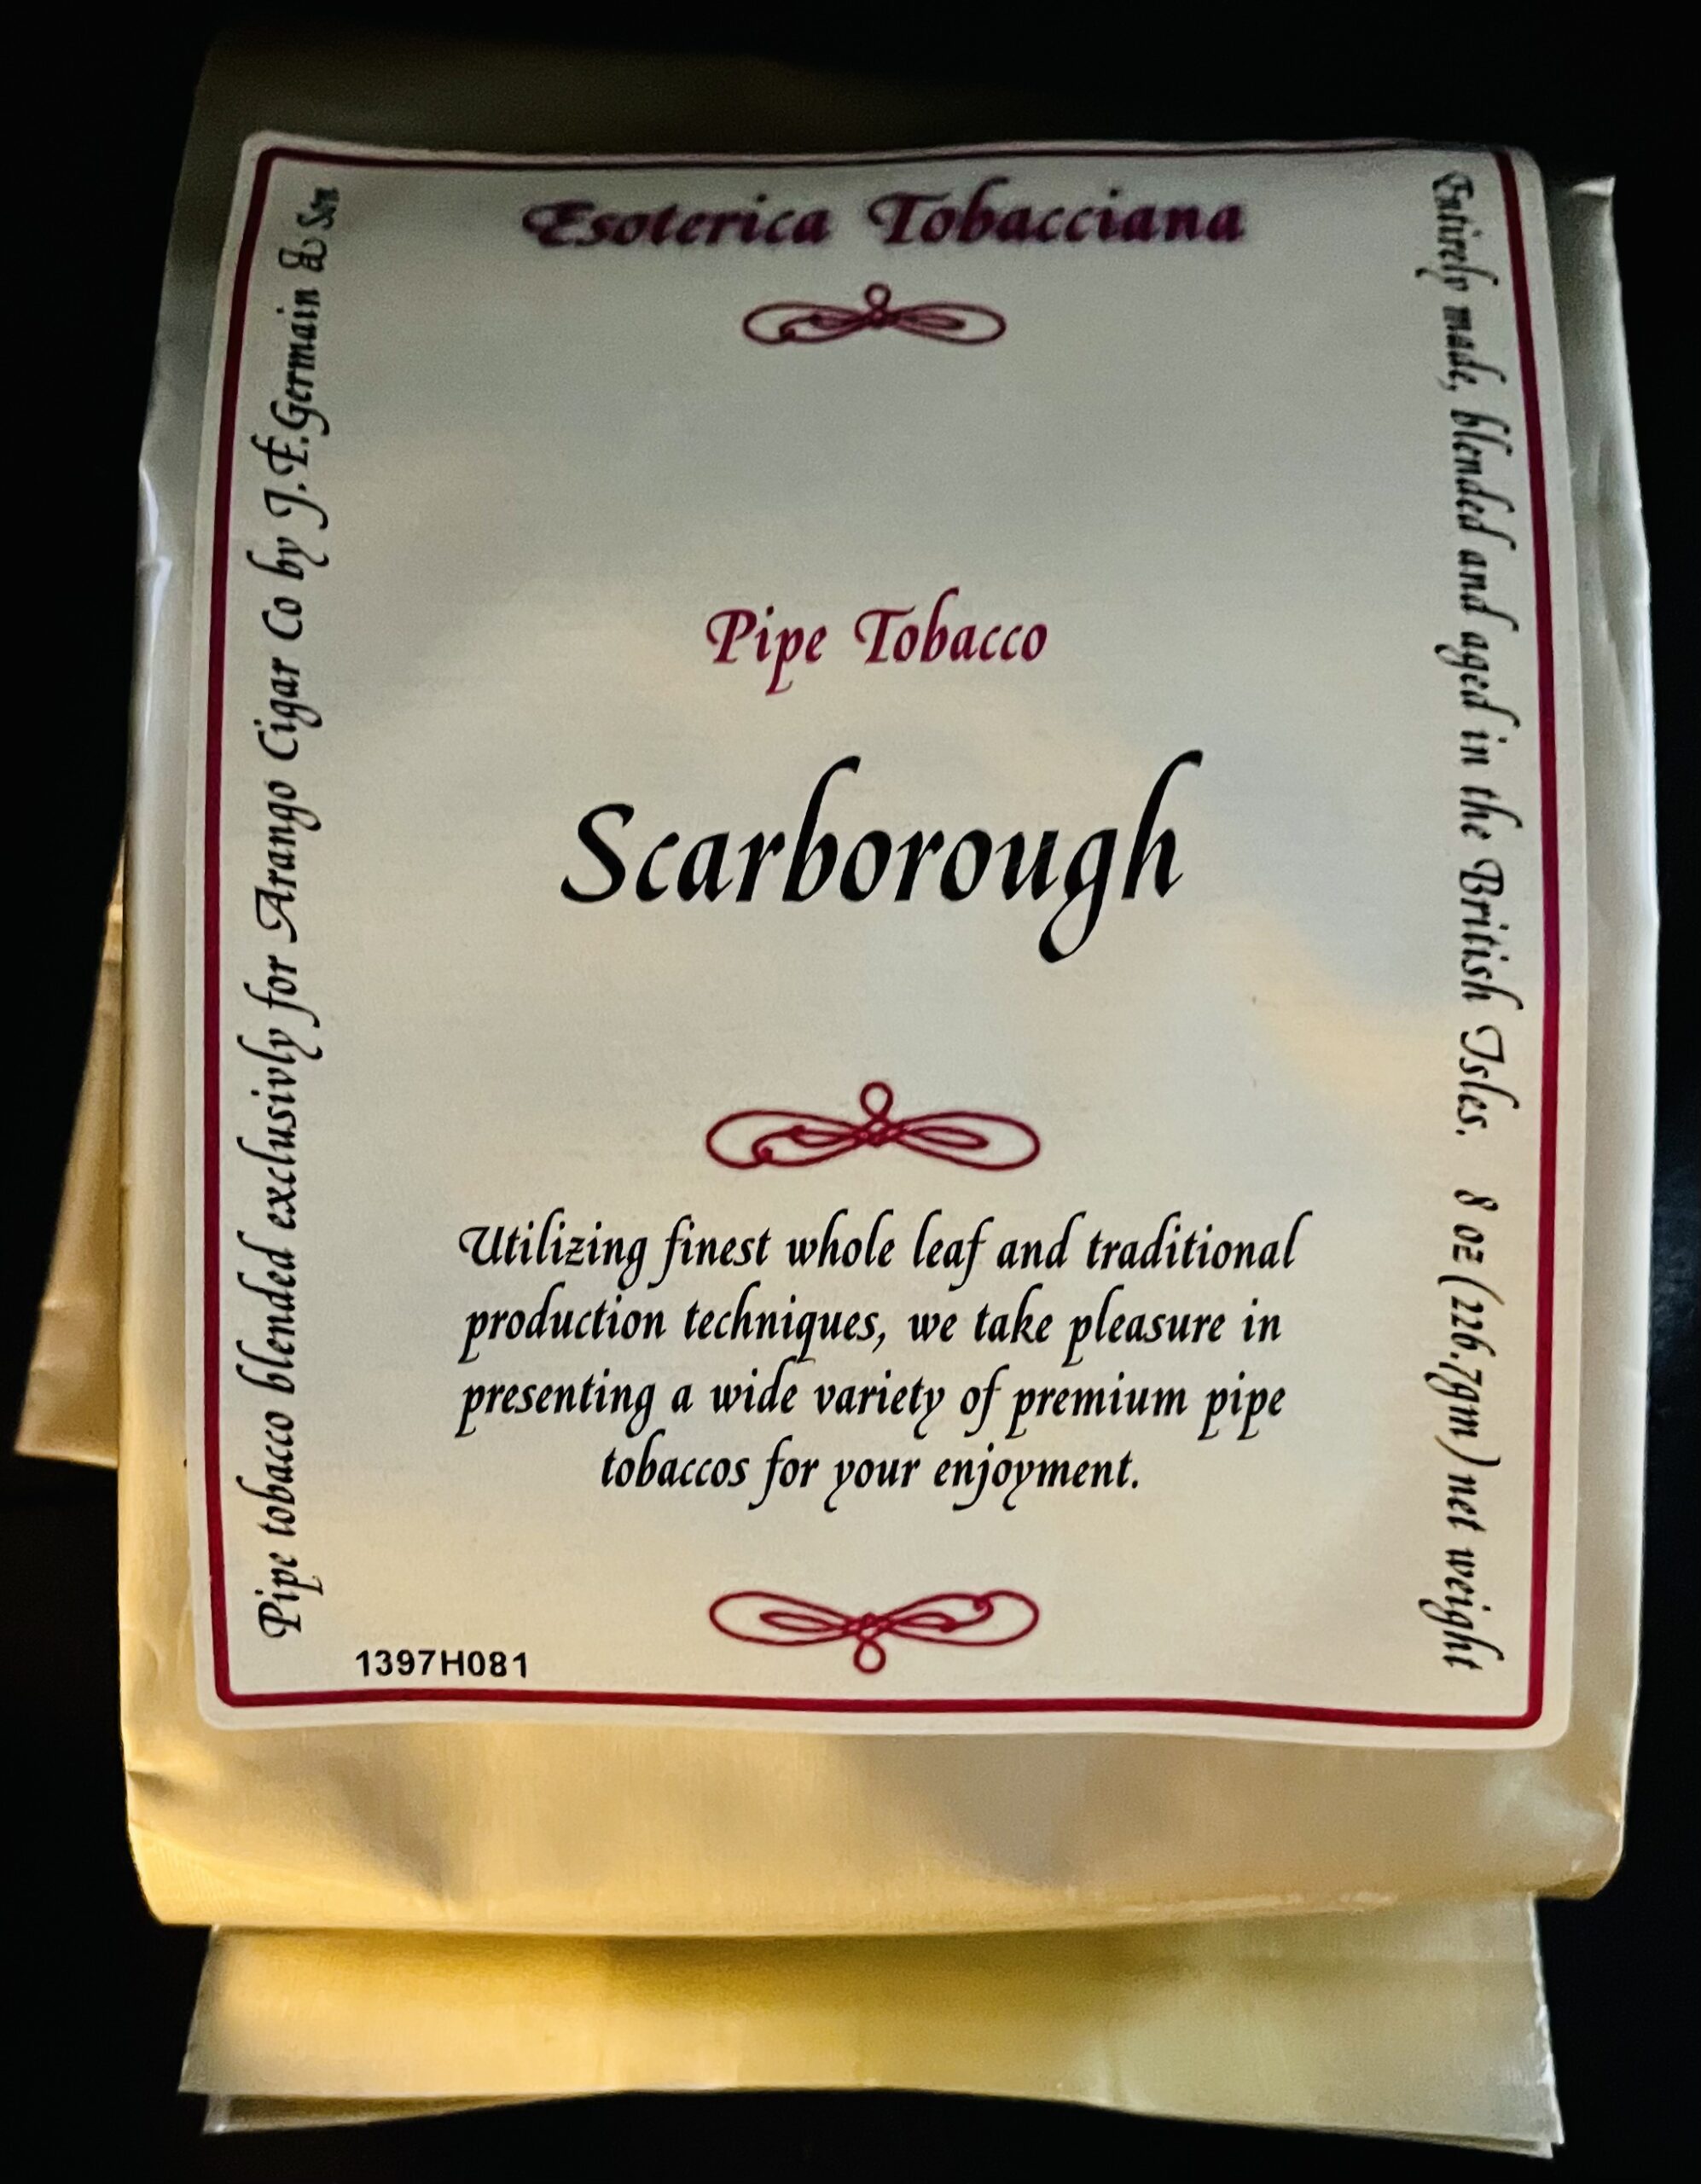 Esoterica Tobacciana
Pipe Tobacco
Scarborough
Utilizing finest whole leaf and traditional
production techniques, we take pleasure in
presenting a wide variety of premium pipe
tobaccos for your enjoyment.
1397H081
Pipe tobacco blended exclusivly for Arango Cigar Co by J.E.Germain & Son
Entirely made, blended and aged in the British Isles. 8 oz (226.7gm) net weight